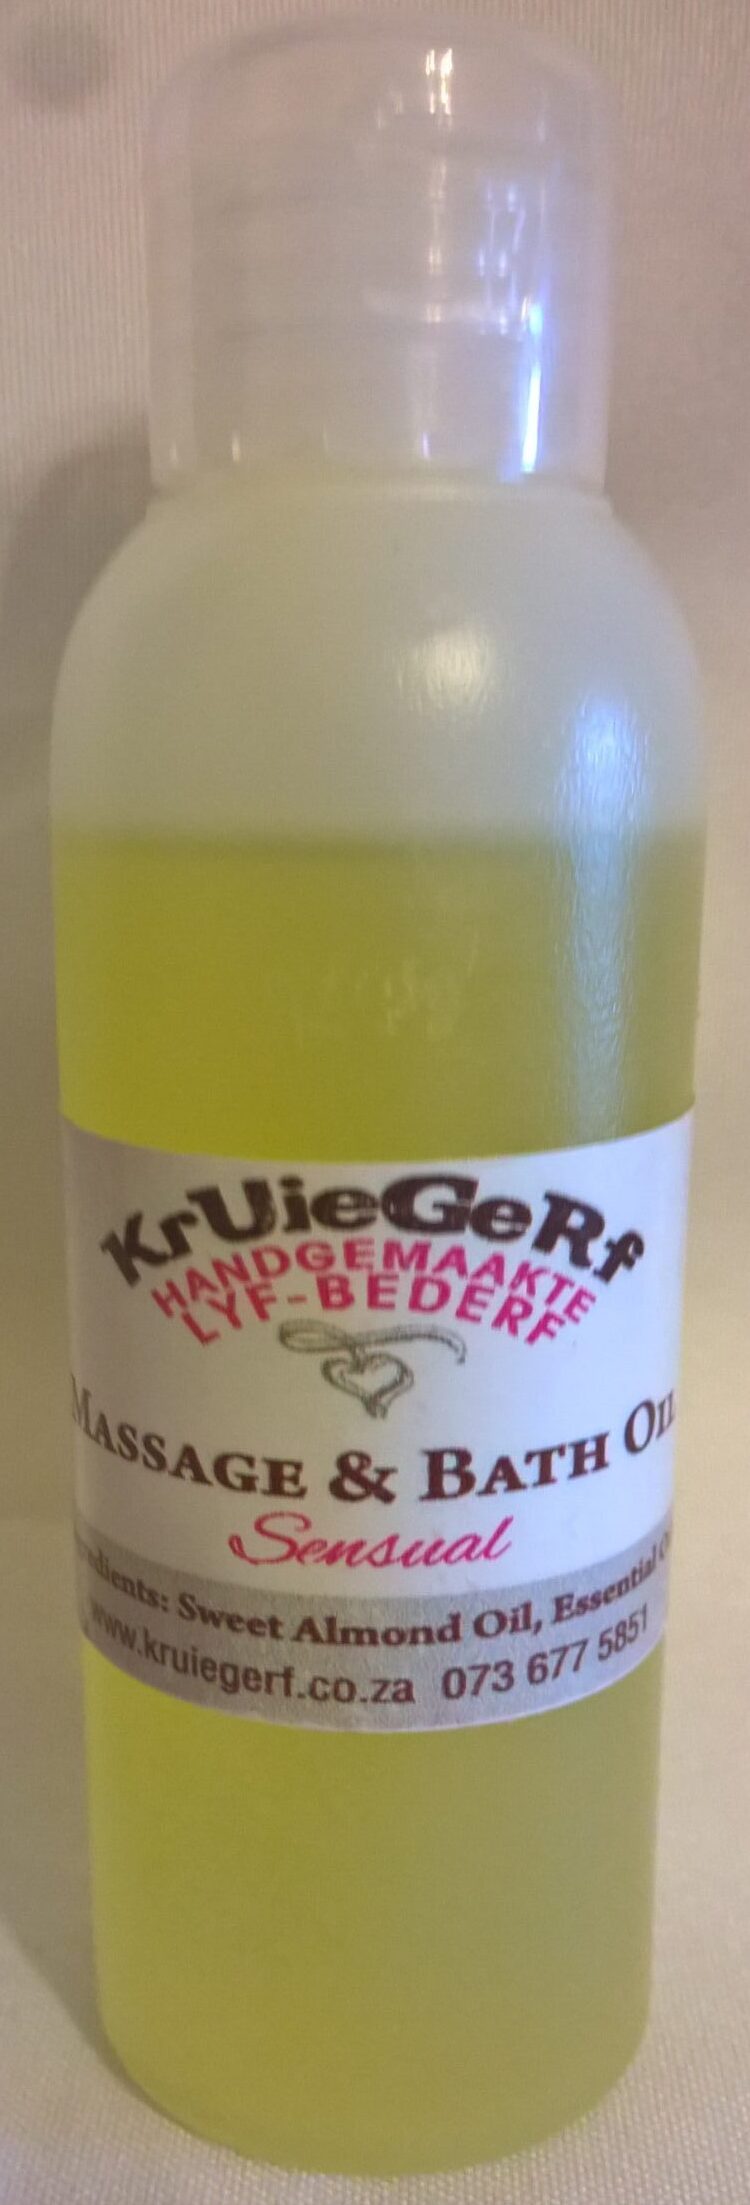 KrUieGeRf
HANDGEMAAKTE
LYF-BEDERF
MASSAGE & BATH OIL
Sensual
Sweet Almond Oil, Essential
www.kruiegerf.co.za 073 677 5851